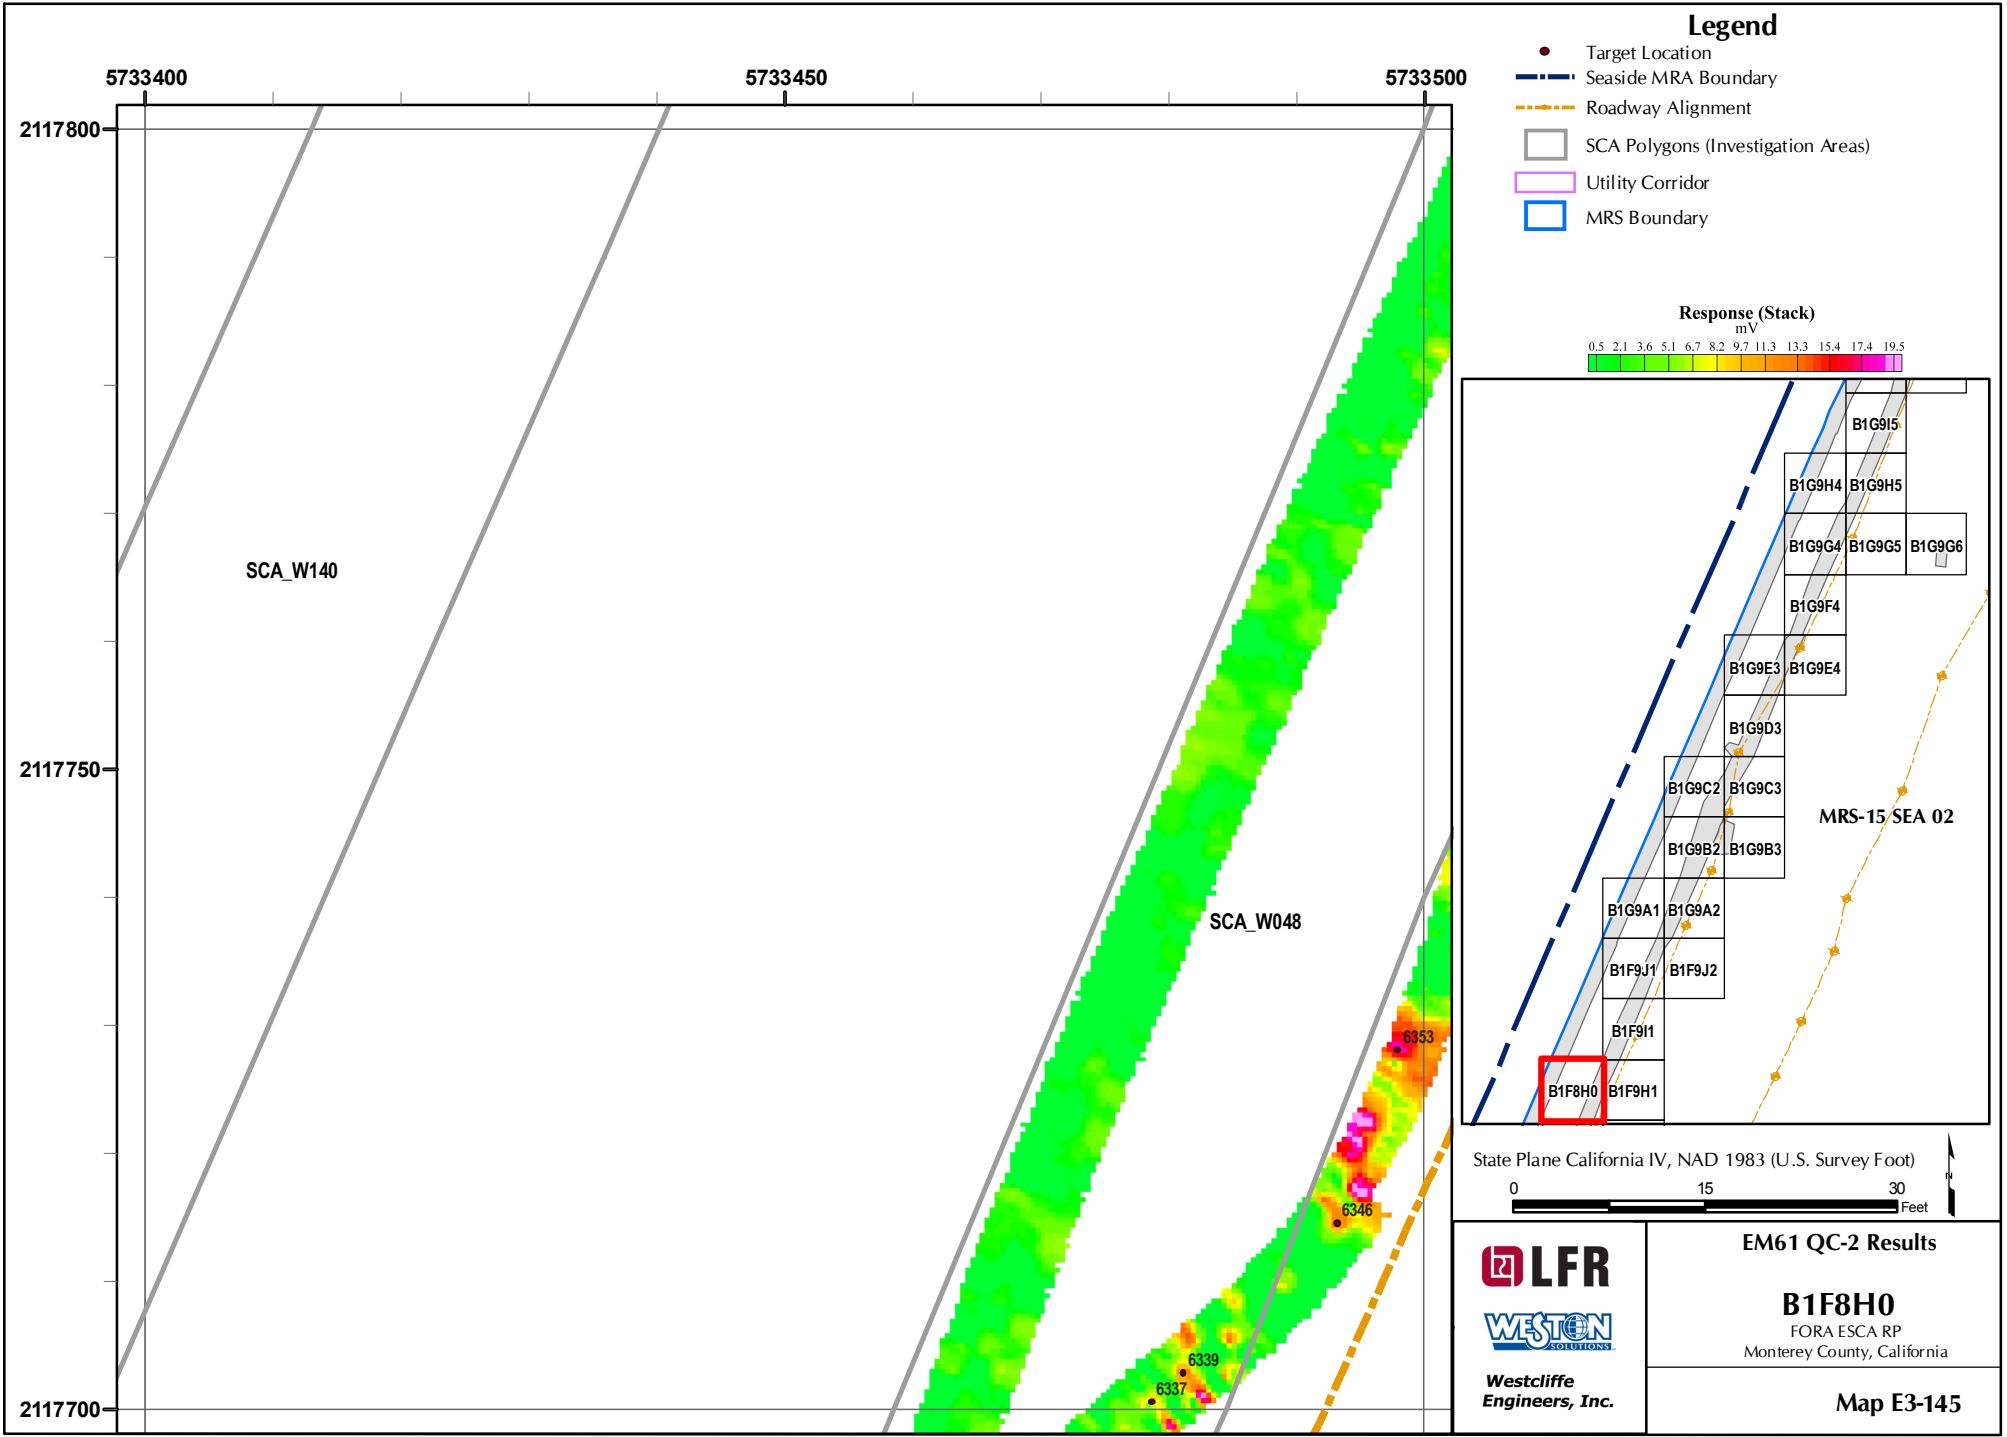 Legend
Target Location
Seaside MRA Boundary
Roadway Alignment
SCA Polygons (Investigation Areas)
Utility Corridor
MRS Boundary
5733400
5733450
5733500
2117800
2117750
2117700
SCA_W140
SCA_W048
6353
6346
6339
6337
Response (Stack)
mV
0.5 2.1 3.6 5.1 6.7 8.2 9.7 11.3 13.3 15.4 17.4 19.5
B1G9I5
B1G9H4 B1G9H5
B1G9G4 B1G9G5 B1G9G6
B1G9F4
B1G9E3 B1G9E4
B1G9D3
B1G9C2 B1G9C3
MRS-15 SEA 02
B1G9B2 B1G9B3
B1G9A1 B1G9A2
B1F9J1 B1F9J2
B1F9I1
B1F8H0 B1F9H1
State Plane California IV, NAD 1983 (U.S. Survey Foot)
0 15 30
Feet
N
LFR
WESTON
SOLUTIONS
Westcliffe
Engineers, Inc.
EM61 QC-2 Results
B1F8H0
FORA ESCA RP
Monterey County, California
Map E3-145